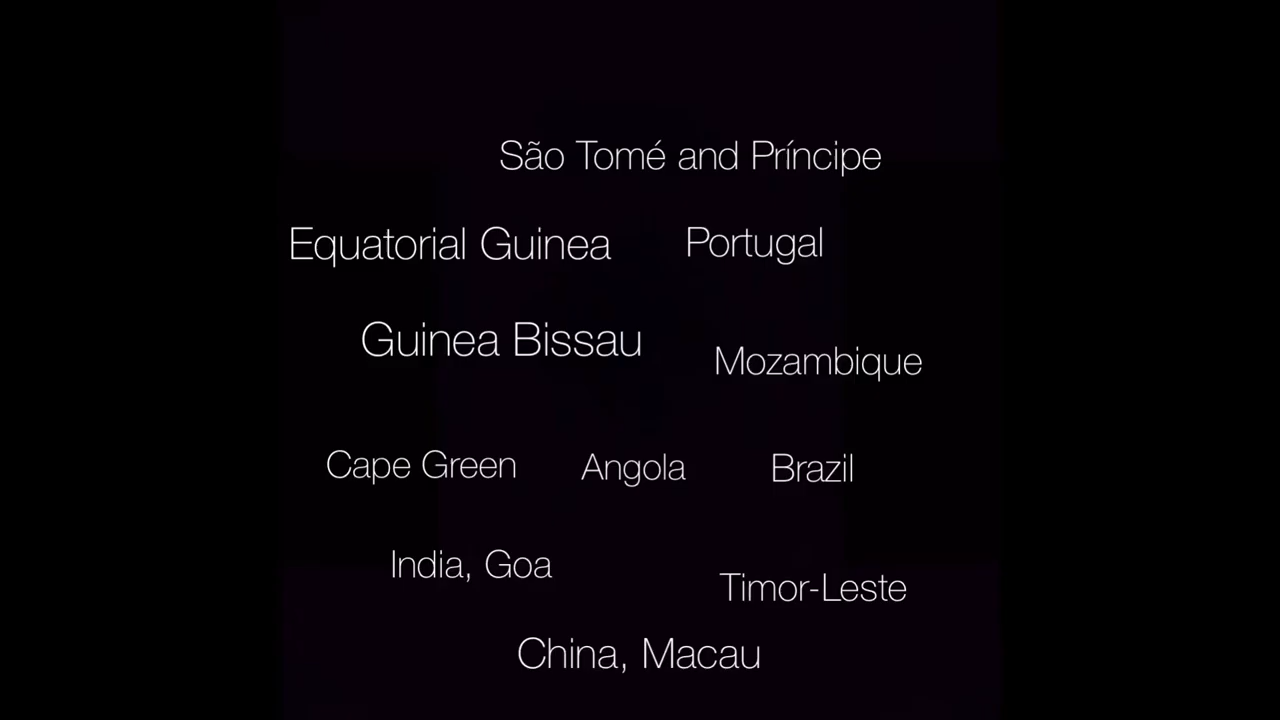 São Tomé and Príncipe
Equatorial Guinea
Portugal
Guinea Bissau
Mozambique
Cape Green
Angola
Brazil
India, Goa
Timor-Leste
China, Macau